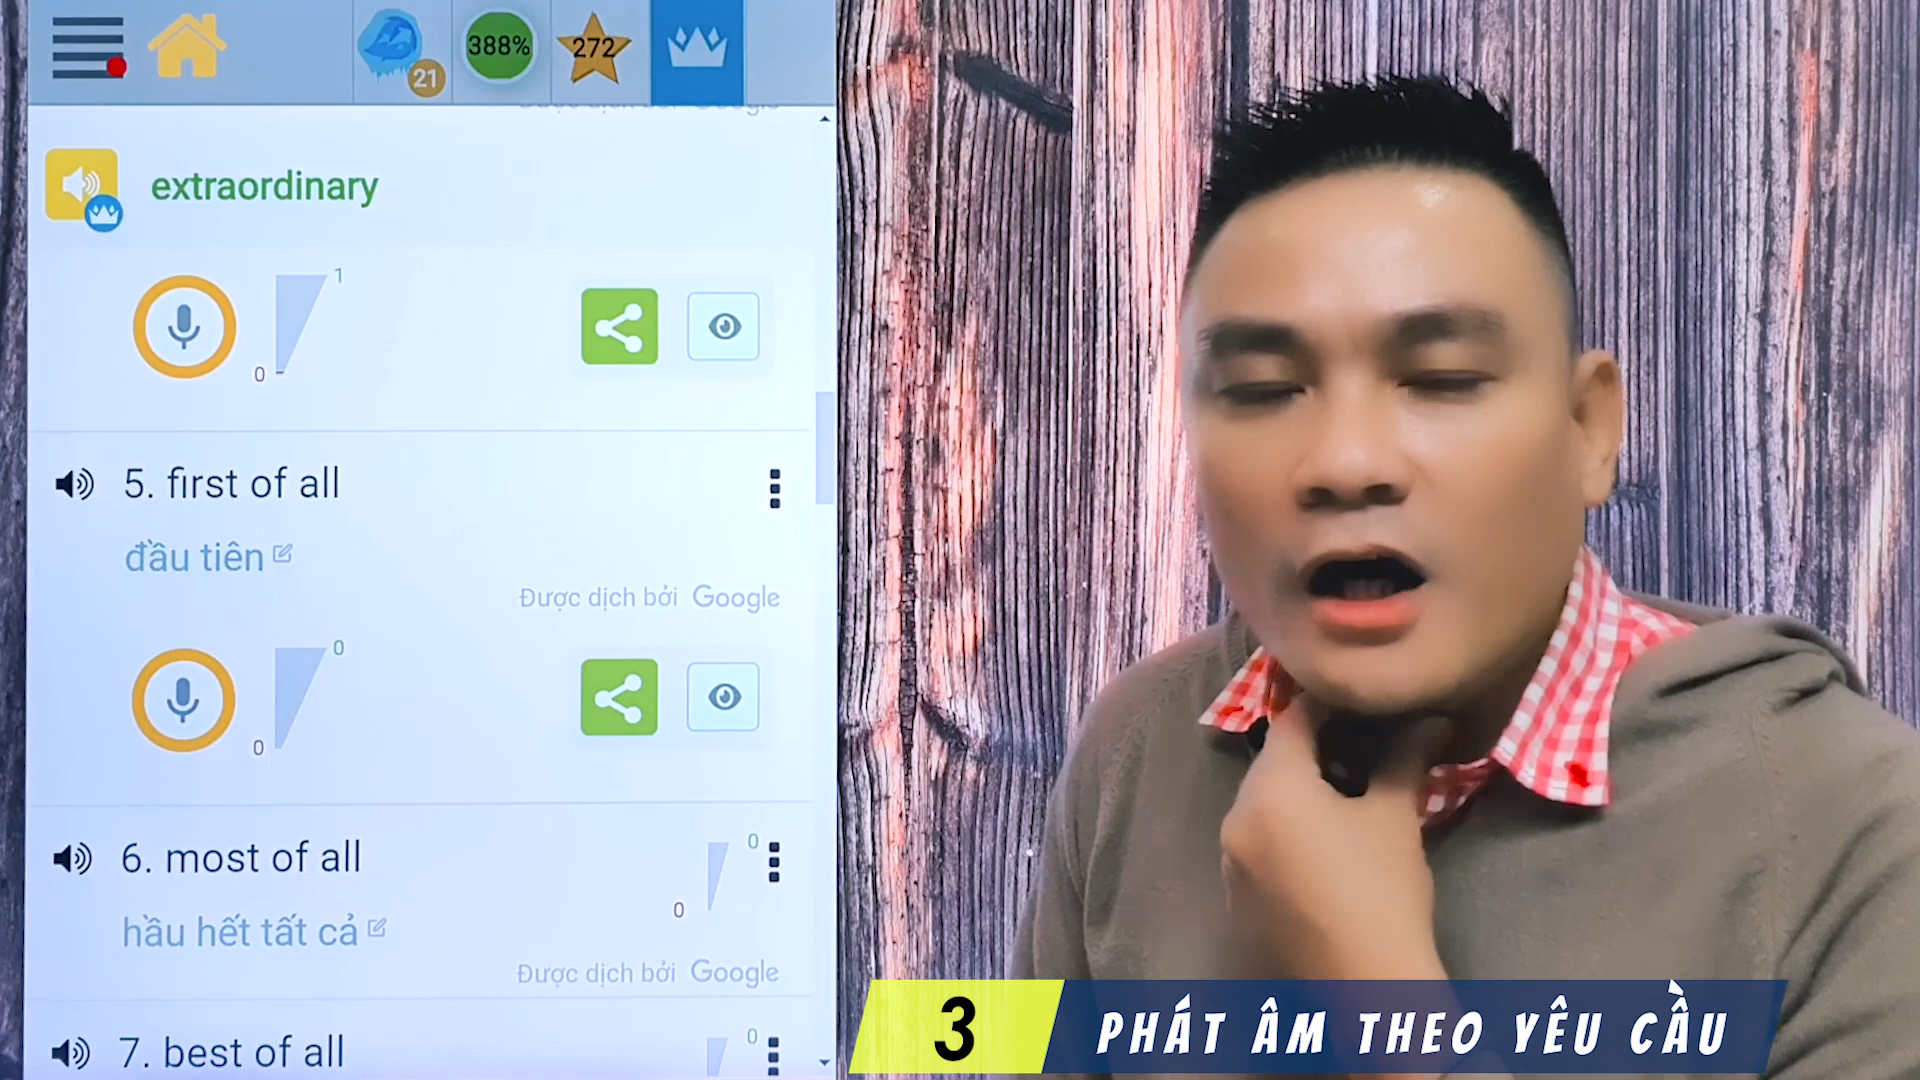 21
388%
272
extraordinary
1
0
5. first of all
đầu tiên
Được dịch bởi Google
0
0
6. most of all
0
0
hầu hết tất cả
Được dịch bởi Google
7. best of all
0
3
PHÁT ÂM THEO YÊU CẦU